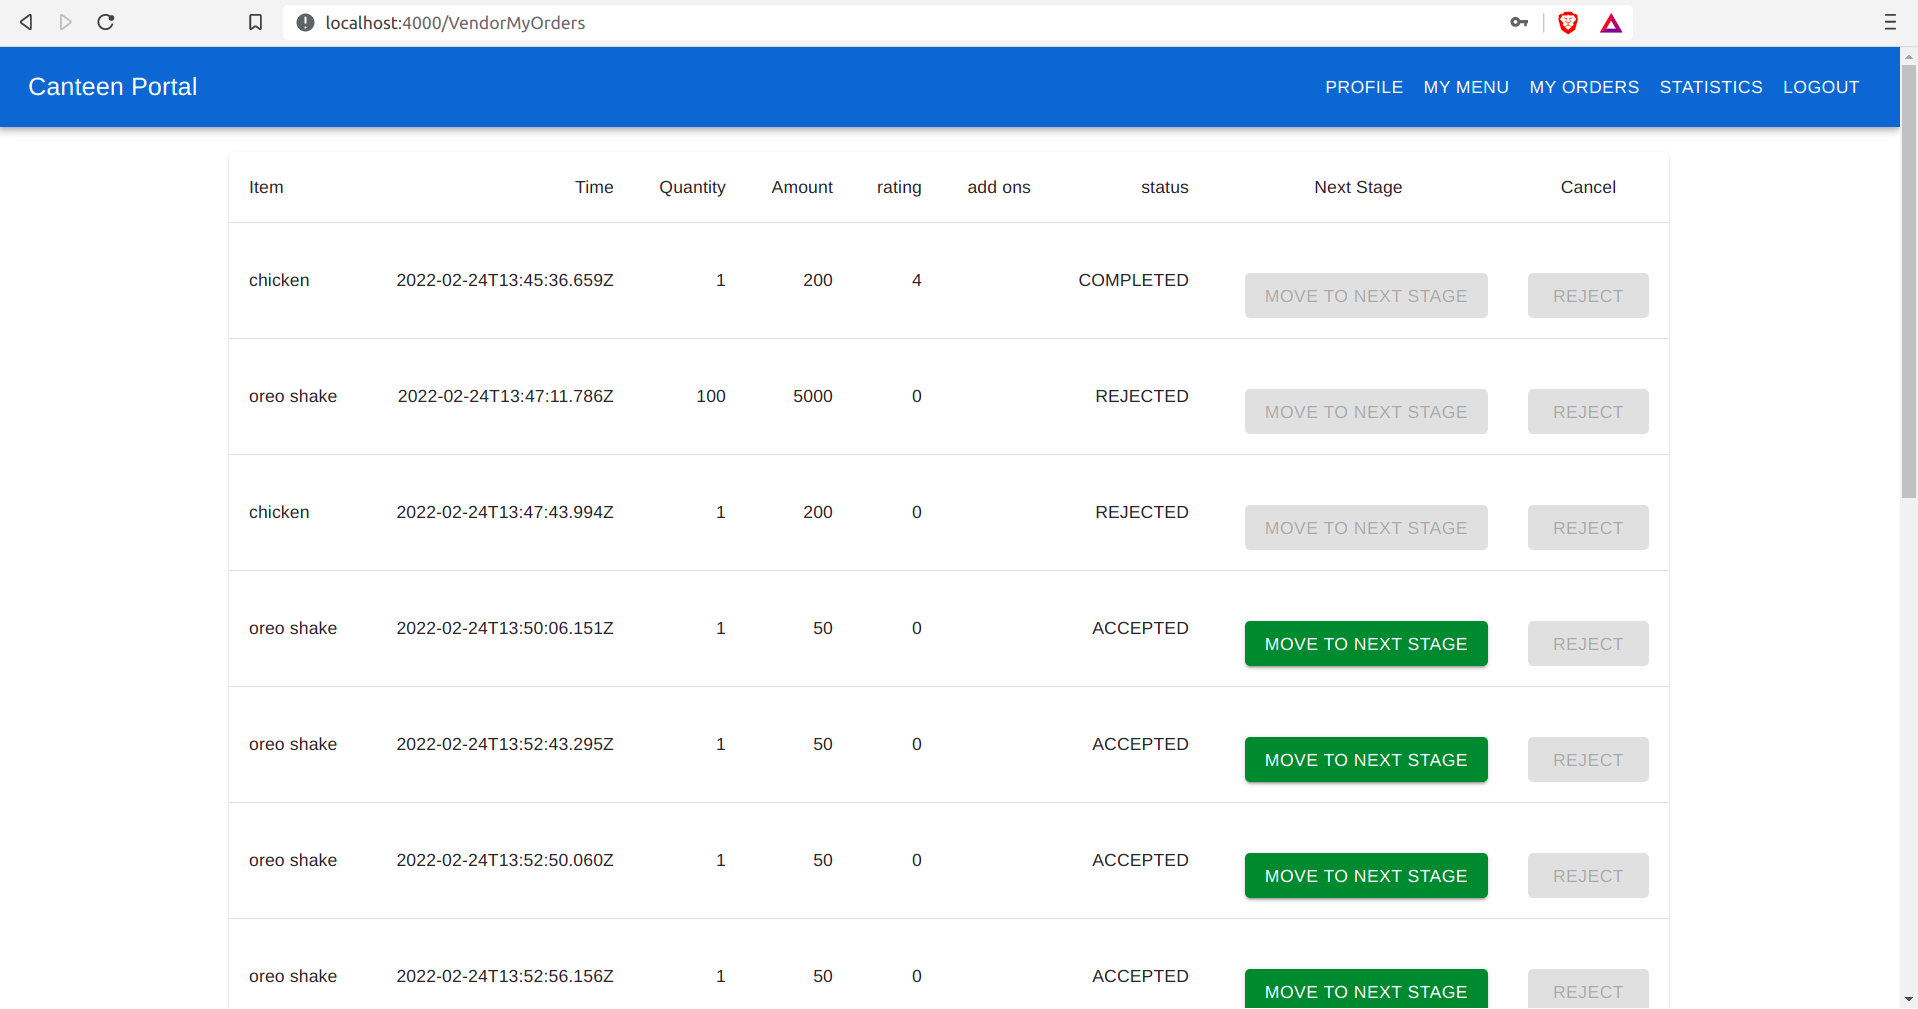 localhost:4000/VendorMyOrders
Canteen Portal PROFILE MY MENU MY ORDERS STATISTICS LOGOUT
Item Time Quantity Amount rating add ons status Next Stage Cancel
chicken 2022-02-24T13:45:36.659Z 1 200 4 COMPLETED MOVE TO NEXT STAGE REJECT
oreo shake 2022-02-24T13:47:11.786Z 100 5000 0 REJECTED MOVE TO NEXT STAGE REJECT
chicken 2022-02-24T13:47:43.994Z 1 200 0 REJECTED MOVE TO NEXT STAGE REJECT
oreo shake 2022-02-24T13:50:06.151Z 1 50 0 ACCEPTED MOVE TO NEXT STAGE REJECT
oreo shake 2022-02-24T13:52:43.295Z 1 50 0 ACCEPTED MOVE TO NEXT STAGE REJECT
oreo shake 2022-02-24T13:52:50.060Z 1 50 0 ACCEPTED MOVE TO NEXT STAGE REJECT
oreo shake 2022-02-24T13:52:56.156Z 1 50 0 ACCEPTED MOVE TO NEXT STAGE REJECT